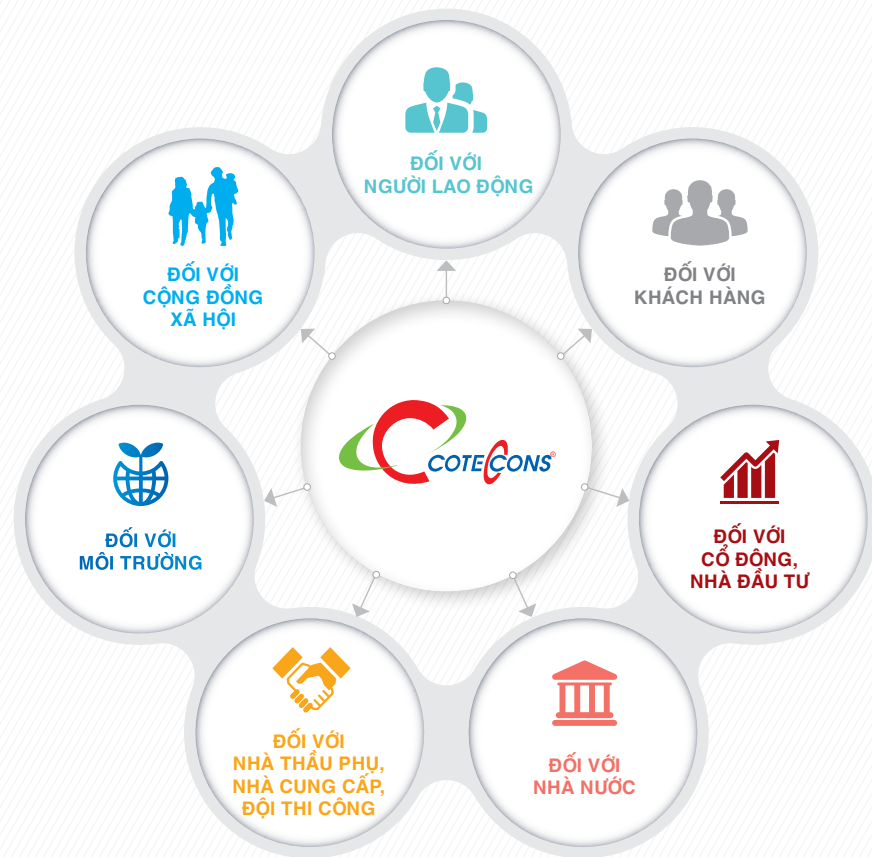 ĐỐI VỚI
NGƯỜI LAO ĐỘNG
ĐỐI VỚI
CỘNG ĐỒNG
XÃ HỘI
ĐỐI VỚI
KHÁCH HÀNG
COTECCONS®
ĐỐI VỚI
MÔI TRƯỜNG
ĐỐI VỚI
CỔ ĐÔNG,
NHÀ ĐẦU TƯ
ĐỐI VỚI
NHÀ THẦU PHỤ,
NHÀ CUNG CẤP,
ĐỘI THI CÔNG
ĐỐI VỚI
NHÀ NƯỚC